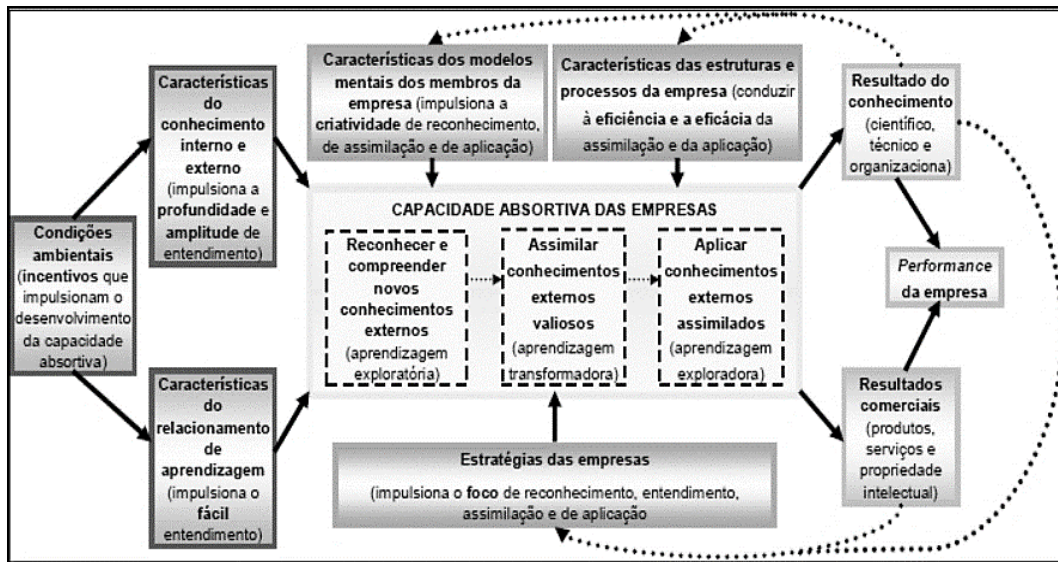 Condições
ambientais
(incentivos que
impulsionam o
desenvolvimento
da capacidade
absortiva)
Características
do
conhecimento
interno e
externo
(impulsiona a
profundidade e
amplitude de
entendimento)
Característícas
do
relacionamento
de
aprendizagem
(impulsiona o
fácil
entendimento)
Características dos modelos
mentais dos membros da
empresa (impulsiona a
criatividade de reconhecimento,
de assimilação e de aplicação)
Características das estruturas e
processos da empresa (conduzir
à eficiência e a eficácia da
assimilação e da aplicação)
CAPACIDADE ABSORTIVA DAS EMPRESAS
Reconhecer e
compreender
novos
conhecimentos
externos
(aprendizagem
exploratória)
Assimilar
conhecimentos
externos
valiosos
(aprendizagem
transformadora)
Aplicar
conhecimentos
externos
assimilados
(aprendizagem
exploradora)
Estratégias das empresas
(impulsiona o foco de reconhecimento, entendimento,
assimilação e de aplicação
Resultado do
conhecimento
(científico,
técnico e
organizaciona)
Performance
da empresa
Resultados
comerciais
(produtos,
serviços e
propriedade
intelectual)